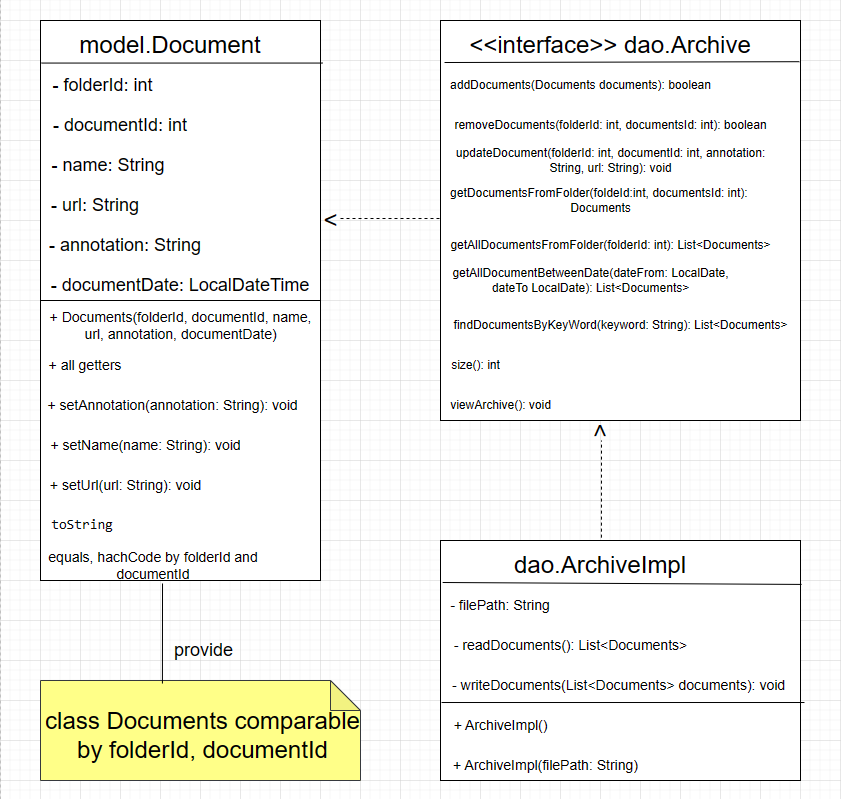 model.Document
- folderId: int
- documentId: int
- name: String
- url: String
- annotation: String
- documentDate: LocalDateTime
+ Documents(folderId, documentId, name,
url, annotation, documentDate)
+ all getters
+ setAnnotation(annotation: String): void
+ setName(name: String): void
+ setUrl(url: String): void
toString
equals, hachCode by folderId and
documentId
provide
class Documents comparable
by folderId, documentId
<<interface>> dao.Archive
addDocuments(Documents documents): boolean
removeDocuments(folderId: int, documentsId: int): boolean
updateDocument(folderId: int, documentId: int, annotation:
String, url: String): void
getDocumentsFromFolder(foldeId:int, documentsId: int):
Documents
getAllDocumentsFromFolder(folderId: int): List<Documents>
getAllDocumentBetweenDate(dateFrom: LocalDate,
dateTo LocalDate): List<Documents>
findDocumentsByKeyWord(keyword: String): List<Documents>
size(): int
viewArchive(): void
dao.ArchiveImpl
- filePath: String
- readDocuments(): List<Documents>
- writeDocuments(List<Documents> documents): void
+ ArchiveImpl()
+ ArchiveImpl(filePath: String)